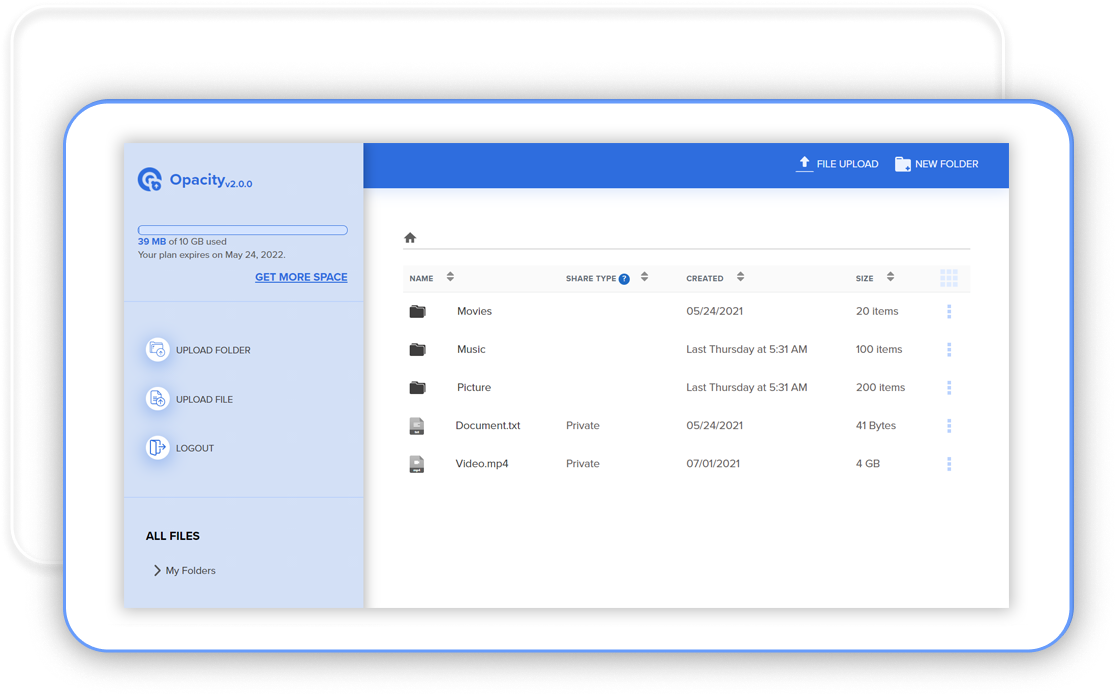 Opacity v2.0.0
39 MB of 10 GB used
Your plan expires on May 24, 2022.
GET MORE SPACE
UPLOAD FOLDER
UPLOAD FILE
LOGOUT
ALL FILES
My Folders
FILE UPLOAD NEW FOLDER
NAME SHARE TYPE ? CREATED SIZE
Movies 05/24/2021 20 items
Music Last Thursday at 5:31 AM 100 items
Picture Last Thursday at 5:31 AM 200 items
Document.txt Private 05/24/2021 41 Bytes
Video.mp4 Private 07/01/2021 4 GB